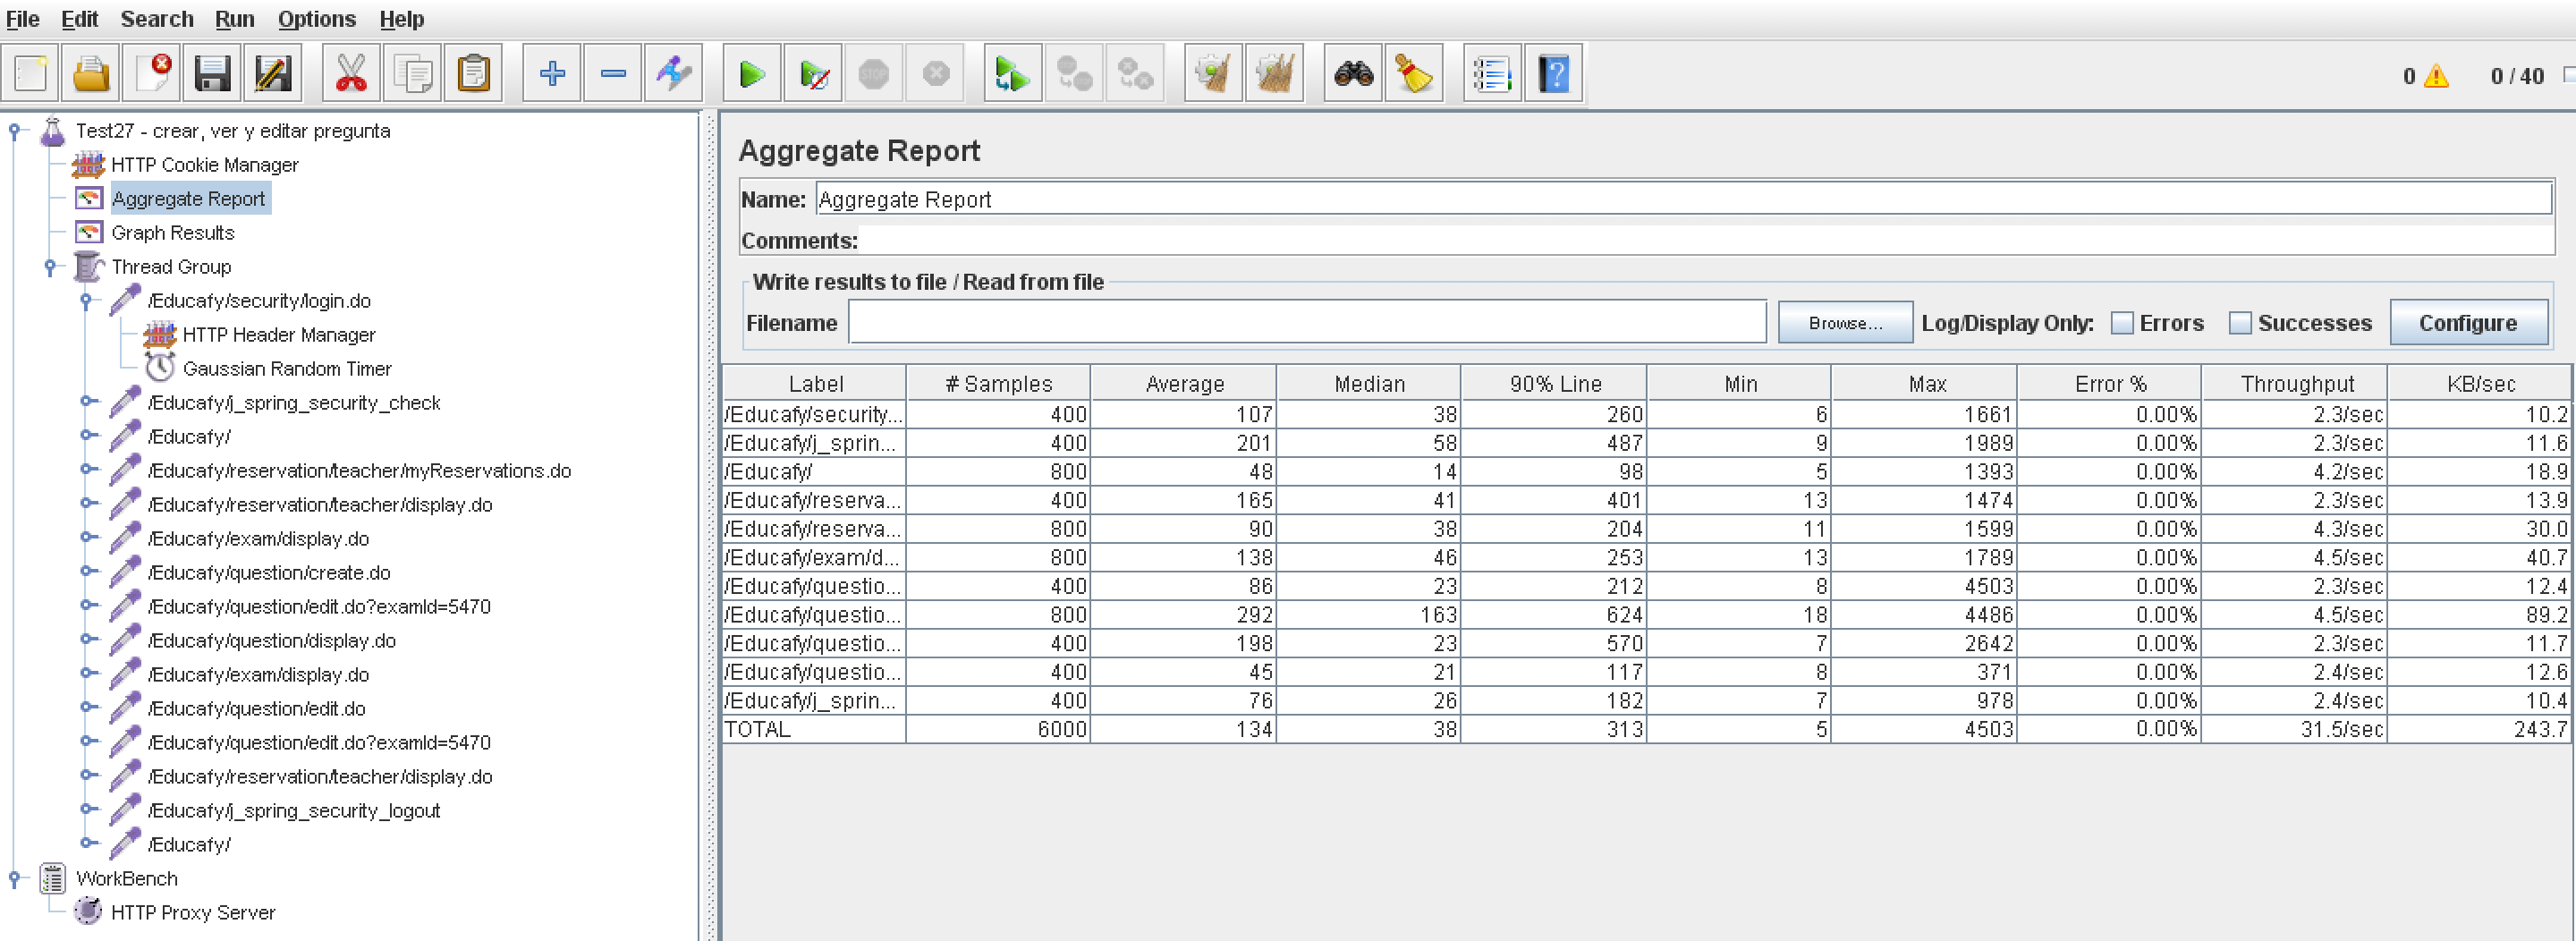 File Edit Search Run Options Help
STOP
0 0 / 40
Test27 - crear, ver y editar pregunta
HTTP Cookie Manager
Aggregate Report
Graph Results
Thread Group
/Educafy/security/login.do
HTTP Header Manager
Gaussian Random Timer
/Educafy/j_spring_security_check
/Educafy/
/Educafy/reservation/teacher/myReservations.do
/Educafy/reservation/teacher/display.do
/Educafy/exam/display.do
/Educafy/question/create.do
/Educafy/question/edit.do?examId=5470
/Educafy/question/display.do
/Educafy/exam/display.do
/Educafy/question/edit.do
/Educafy/question/edit.do?examId=5470
/Educafy/reservation/teacher/display.do
/Educafy/j_spring_security_logout
/Educafy/
WorkBench
HTTP Proxy Server
Aggregate Report
Name: Aggregate Report
Comments:
Write results to file / Read from file
Filename Browse... Log/Display Only: Errors Successes Configure
Label # Samples Average Median 90% Line Min Max Error % Throughput KB/sec
/Educafy/security... 400 107 38 260 6 1661 0.00% 2.3/sec 10.2
/Educafy/j_sprin... 400 201 58 487 9 1989 0.00% 2.3/sec 11.6
/Educafy/ 800 48 14 98 5 1393 0.00% 4.2/sec 18.9
/Educafy/reserva... 400 165 41 401 13 1474 0.00% 2.3/sec 13.9
/Educafy/reserva... 800 90 38 204 11 1599 0.00% 4.3/sec 30.0
/Educafy/exam/d... 800 138 46 253 13 1789 0.00% 4.5/sec 40.7
/Educafy/questio... 400 86 23 212 8 4503 0.00% 2.3/sec 12.4
/Educafy/questio... 800 292 163 624 18 4486 0.00% 4.5/sec 89.2
/Educafy/questio... 400 198 23 570 7 2642 0.00% 2.3/sec 11.7
/Educafy/questio... 400 45 21 117 8 371 0.00% 2.4/sec 12.6
/Educafy/j_sprin... 400 76 26 182 7 978 0.00% 2.4/sec 10.4
TOTAL 6000 134 38 313 5 4503 0.00% 31.5/sec 243.7